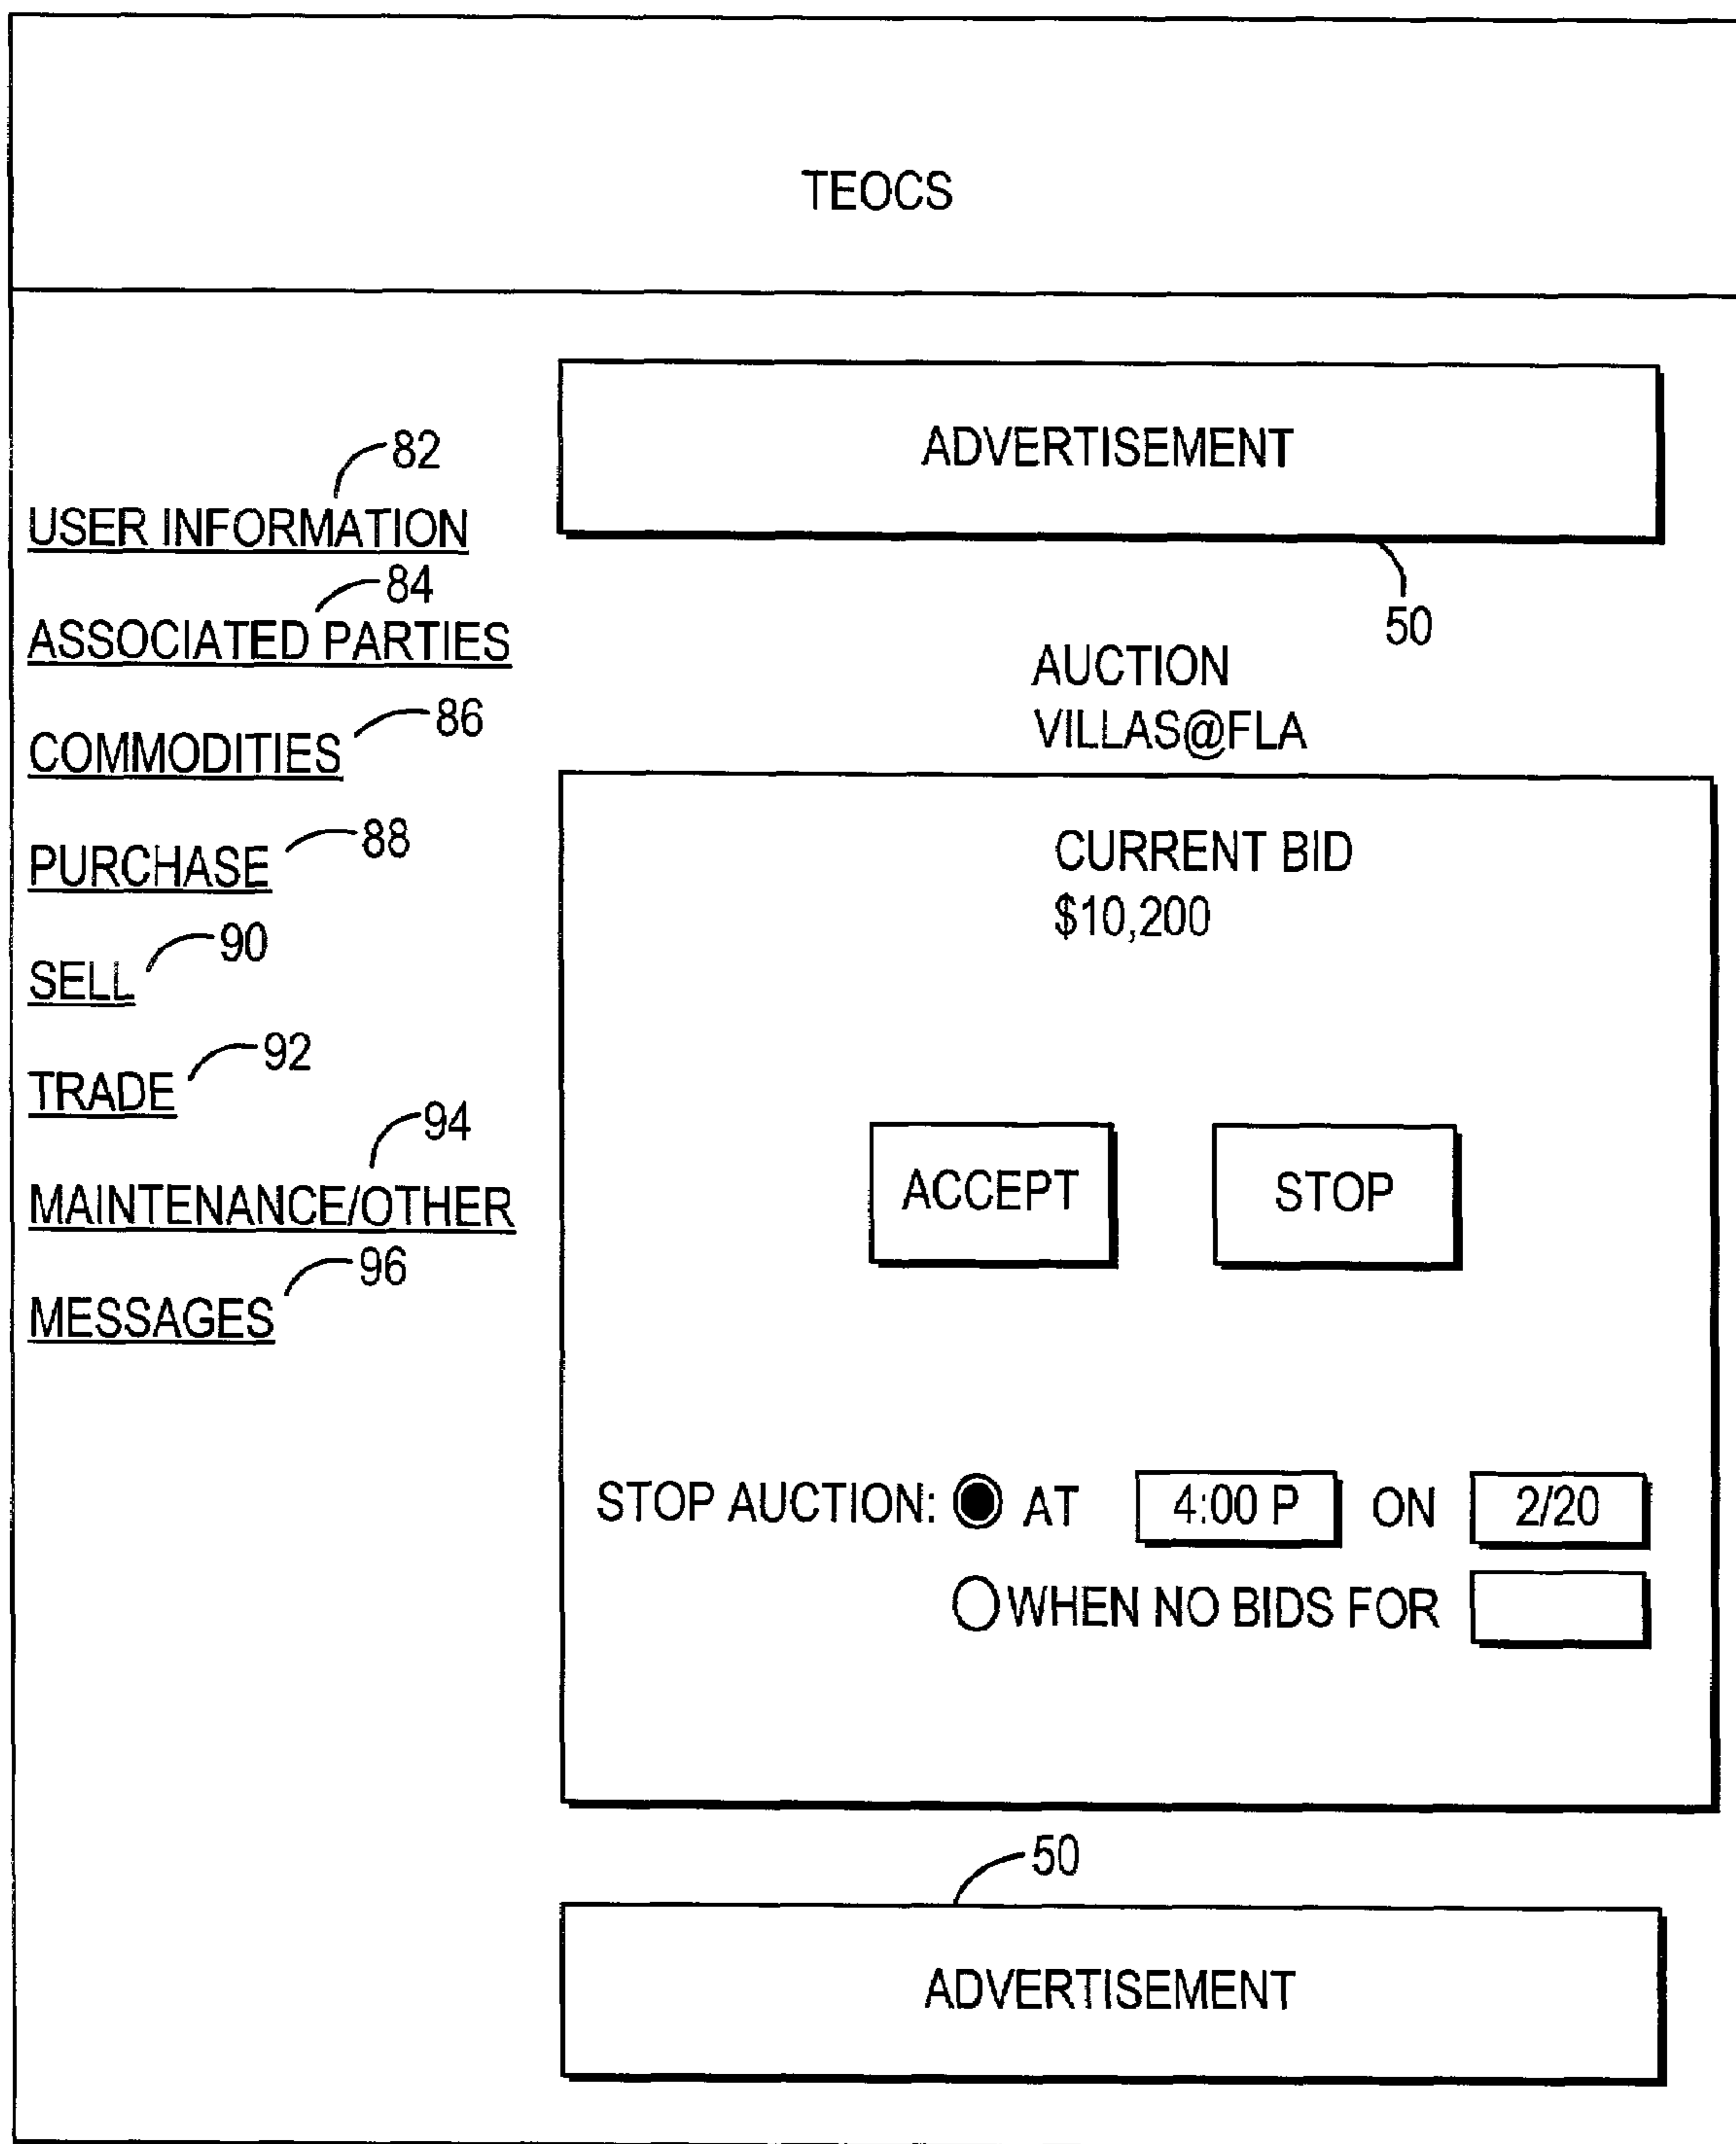 TEOCS
82
USER INFORMATION
84
ASSOCIATED PARTIES
86
COMMODITIES
88
PURCHASE
90
SELL
92
TRADE
94
MAINTENANCE/OTHER
96
MESSAGES
ADVERTISEMENT
50
AUCTION
VILLAS@FLA
CURRENT BID
$10,200
ACCEPT STOP
STOP AUCTION: AT 4:00 P ON 2/20
WHEN NO BIDS FOR
50
ADVERTISEMENT